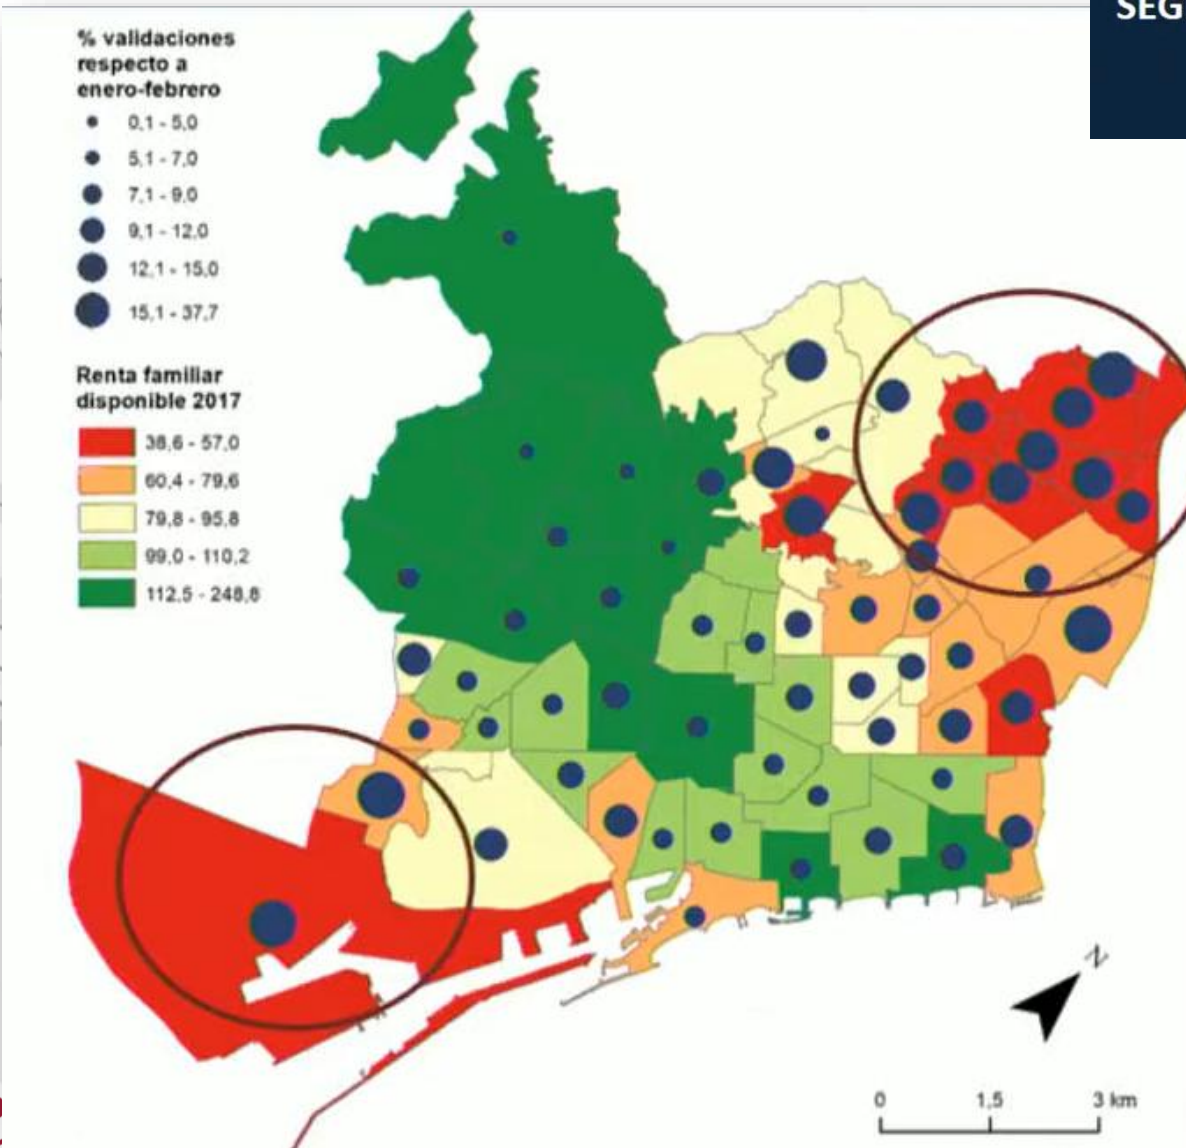 SEG
% validaciones
respecto a
enero-febrero
0,1 - 5,0
5,1 - 7,0
7,1 - 9,0
9,1 - 12,0
12,1 - 15,0
15,1 - 37,7
Renta familiar
disponible 2017
38,6 - 57,0
60,4 - 79,6
79,8 - 95,8
99,0 - 110,2
112,5 - 248,8
N
0 1,5 3 km